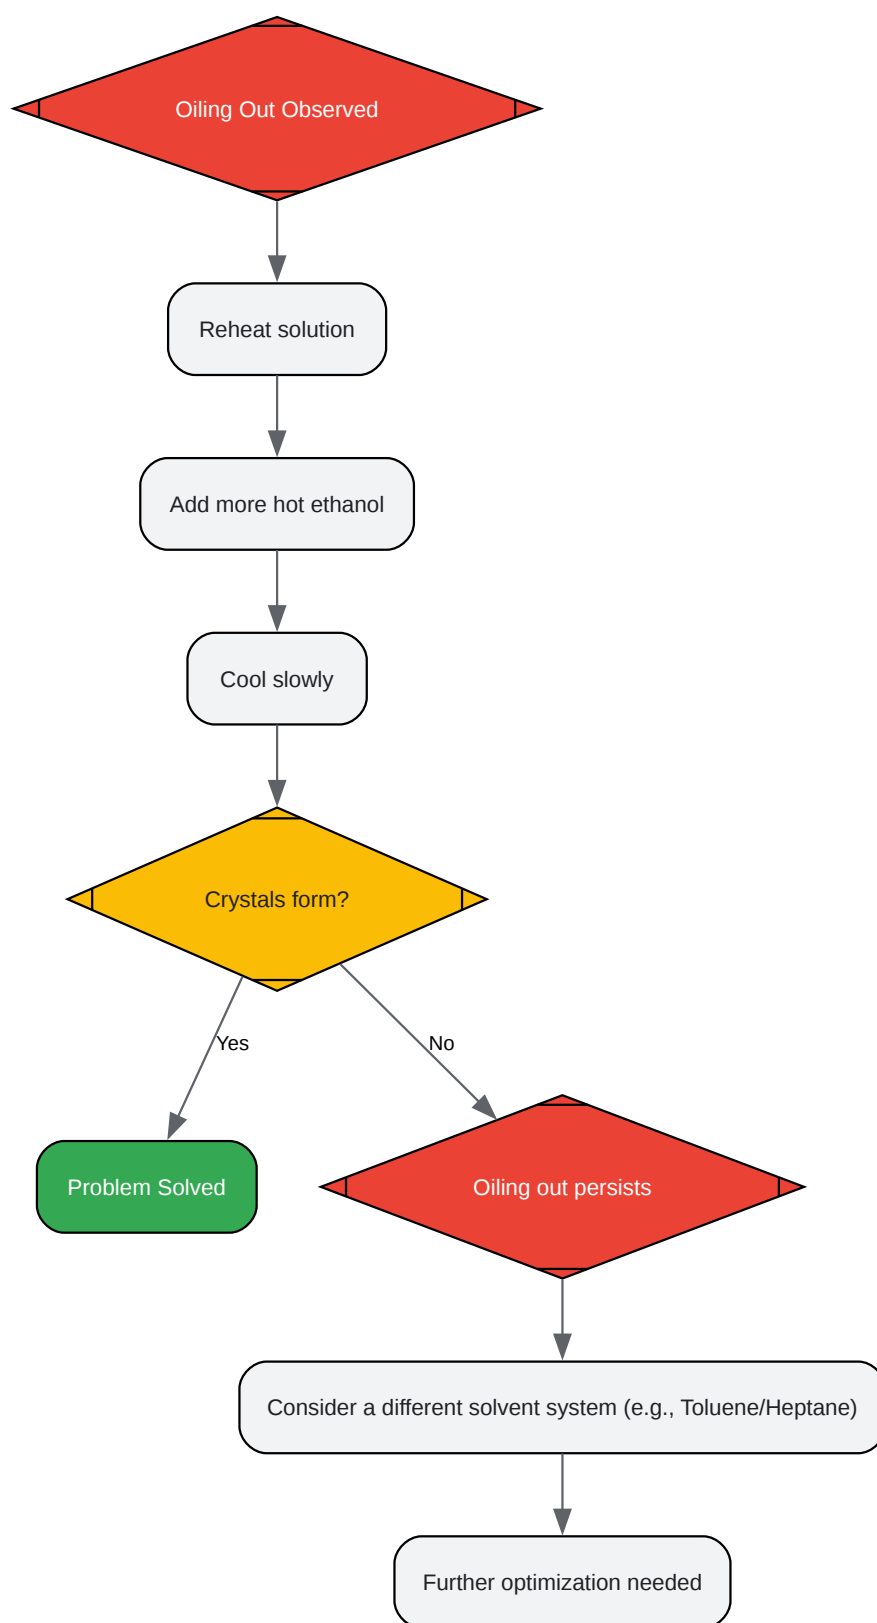 Oiling Out Observed
Reheat solution
Add more hot ethanol
Cool slowly
Crystals form?
Yes
No
Problem Solved
Oiling out persists
Consider a different solvent system (e.g., Toluene/Heptane)
Further optimization needed